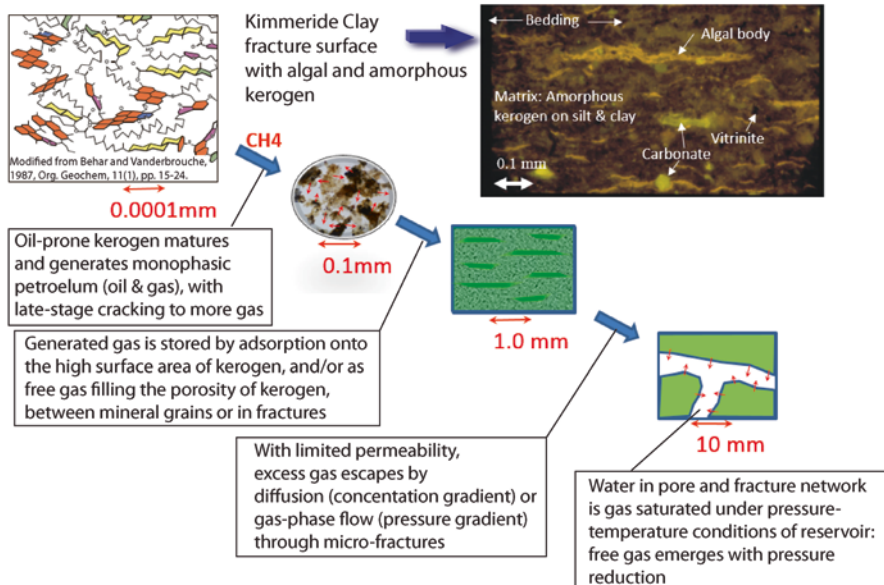 Kimmeride Clay
fracture surface
with algal and amorphous
kerogen
Bedding
Algal body
Matrix: Amorphous
kerogen on silt & clay
Vitrinite
Carbonate
0.1 mm
Modified from Behar and Vanderbrouche,
1987, Org. Geochem, 11(1), pp. 15-24.
0.0001mm
CH4
0.1mm
Oil-prone kerogen matures
and generates monophasic
petroelum (oil & gas), with
late-stage cracking to more gas
1.0 mm
Generated gas is stored by adsorption onto
the high surface area of kerogen, and/or as
free gas filling the porosity of kerogen,
between mineral grains or in fractures
10 mm
With limited permeability,
excess gas escapes by
diffusion (concentation gradient) or
gas-phase flow (pressure gradient)
through micro-fractures
Water in pore and fracture network
is gas saturated under pressure-
temperature conditions of reservoir:
free gas emerges with pressure
reduction